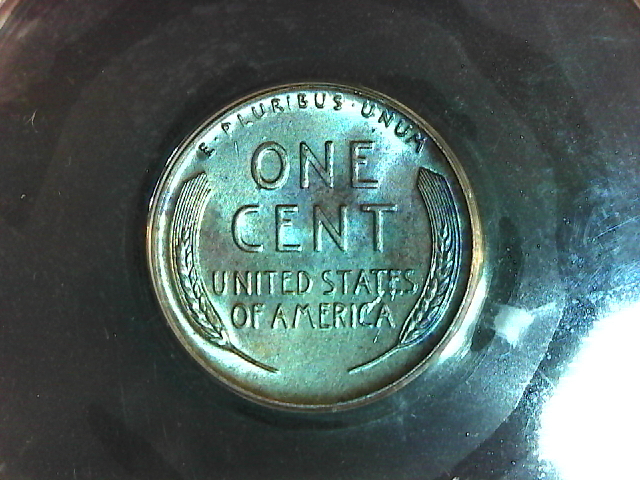 E·PLURIBUS·UNUM
ONE
CENT
UNITED STATES
OF AMERICA